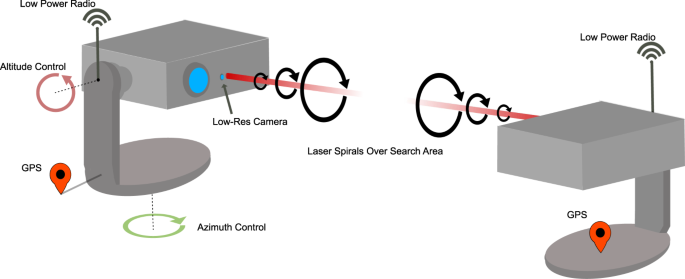 Low Power Radio
Low Power Radio
Altitude Control
Low-Res Camera
Laser Spirals Over Search Area
GPS
GPS
Azimuth Control